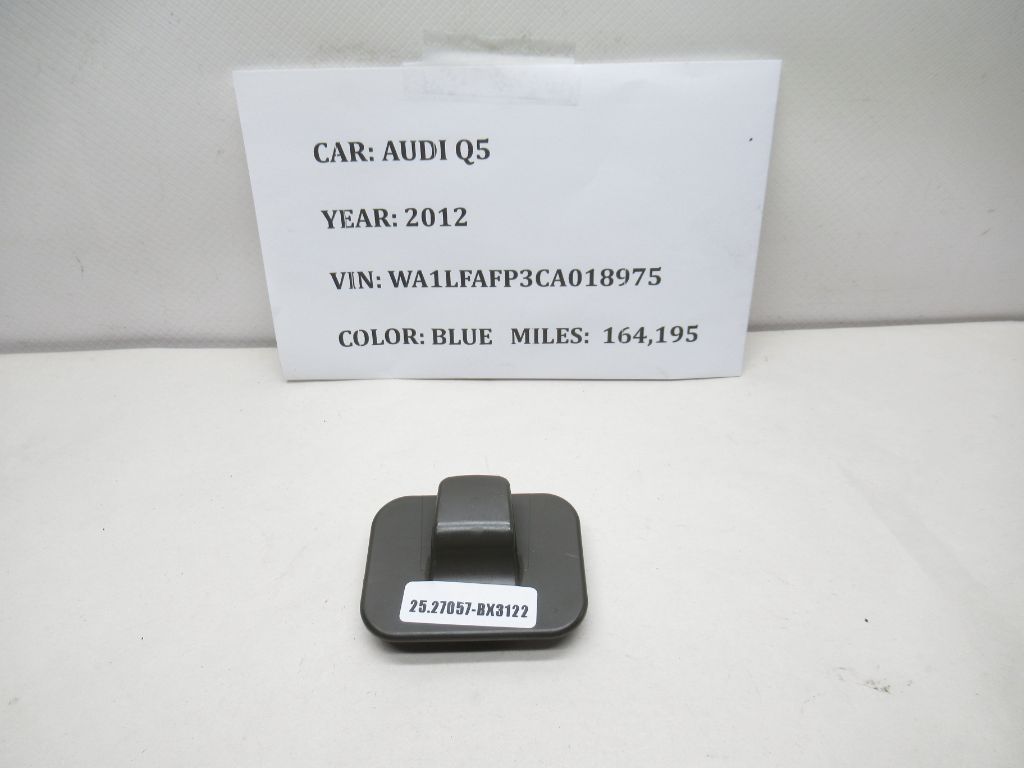 CAR: AUDI Q5
YEAR: 2012
VIN: WA1LFAFP3CA018975
COLOR: BLUE MILES: 164,195
25.27057-BX3122